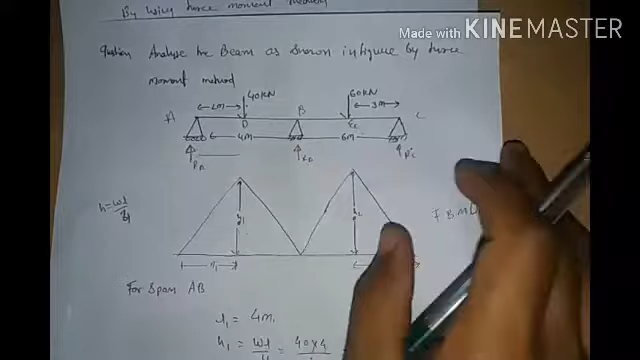 By using three moment method
Made with KINEMASTER
Question Analyse the Beam as shown in figure by three
moment method
2m 40KN 60KN 3m
A D B E C
4m 6m
RA RB RC
h = wl/4
h1 h2
x1
F B.M.D
For Span AB
l1 = 4m
h1 = wl/4 = 40x4